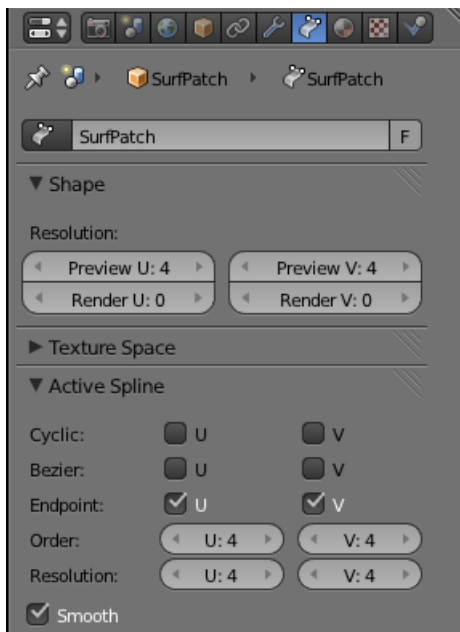 SurfPatch SurfPatch
SurfPatch F
Shape
Resolution:
Preview U: 4 Preview V: 4
Render U: 0 Render V: 0
Texture Space
Active Spline
Cyclic: U V
Bezier: U V
Endpoint: U V
Order: U: 4 V: 4
Resolution: U: 4 V: 4
Smooth